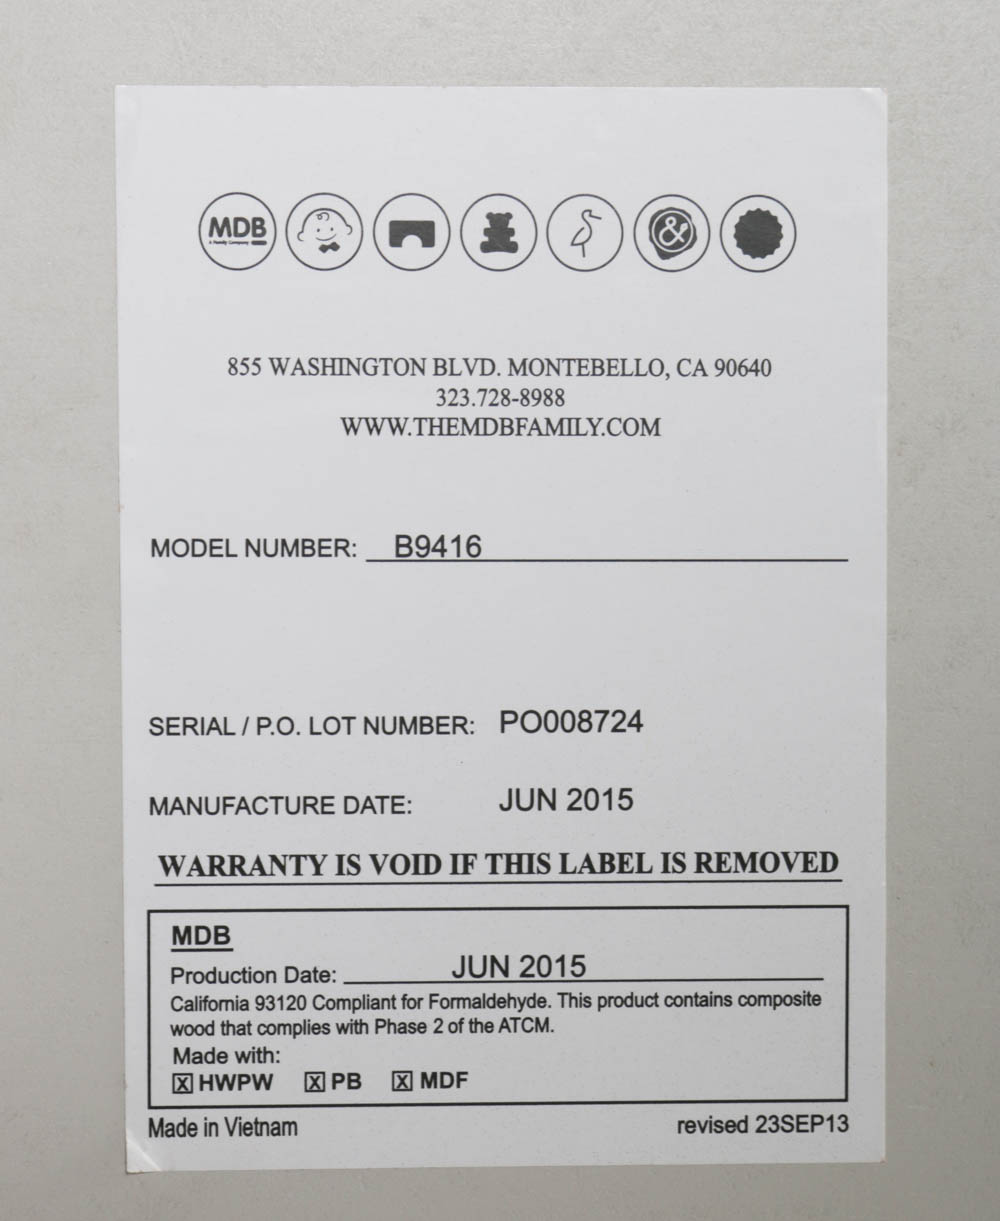 MDB
A Family Company
&
855 WASHINGTON BLVD. MONTEBELLO, CA 90640
323.728-8988
WWW.THEMDBFAMILY.COM
MODEL NUMBER: B9416
SERIAL / P.O. LOT NUMBER: PO008724
MANUFACTURE DATE: JUN 2015
WARRANTY IS VOID IF THIS LABEL IS REMOVED
MDB
Production Date: JUN 2015
California 93120 Compliant for Formaldehyde. This product contains composite
wood that complies with Phase 2 of the ATCM.
Made with:
☒ HWPW ☒ PB ☒ MDF
Made in Vietnam revised 23SEP13